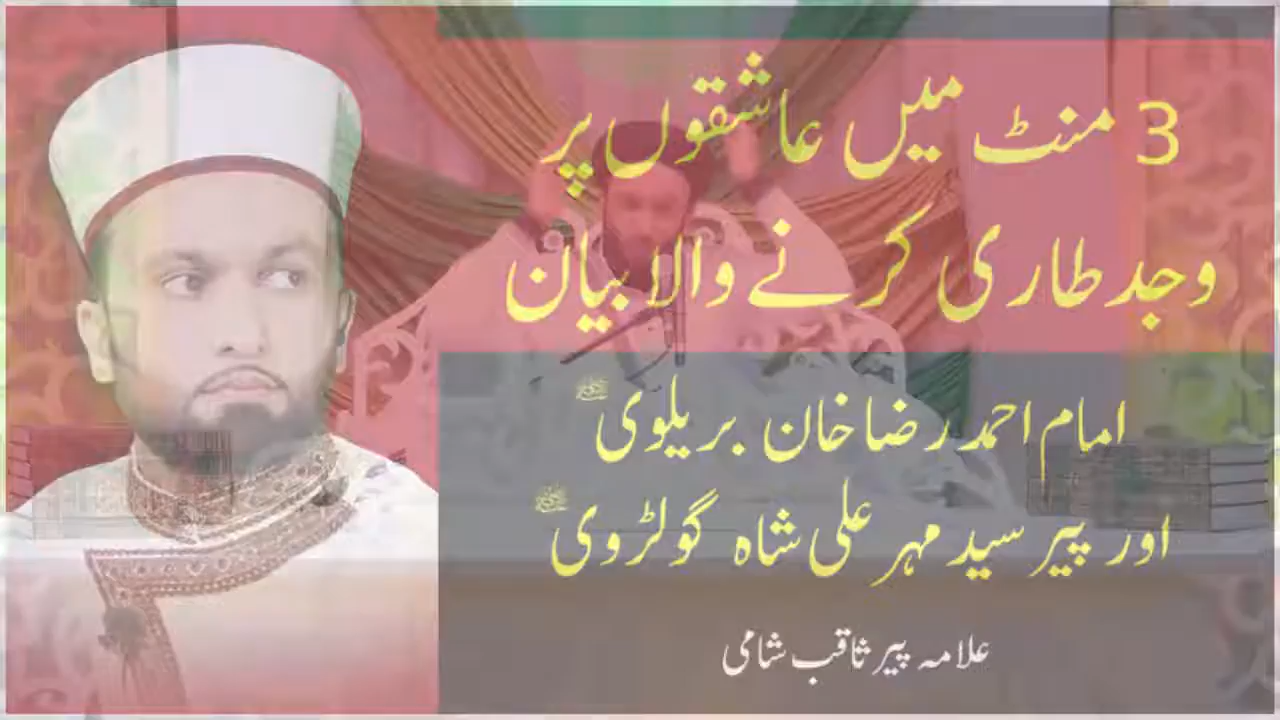 3 منٹ میں عاشقوں پر
وجد طاری کرنے والا بیان
امام احمد رضا خان بریلوی
اور پیر سید مہر علی شاہ گولڑوی
علامہ پیر ثاقب شامی